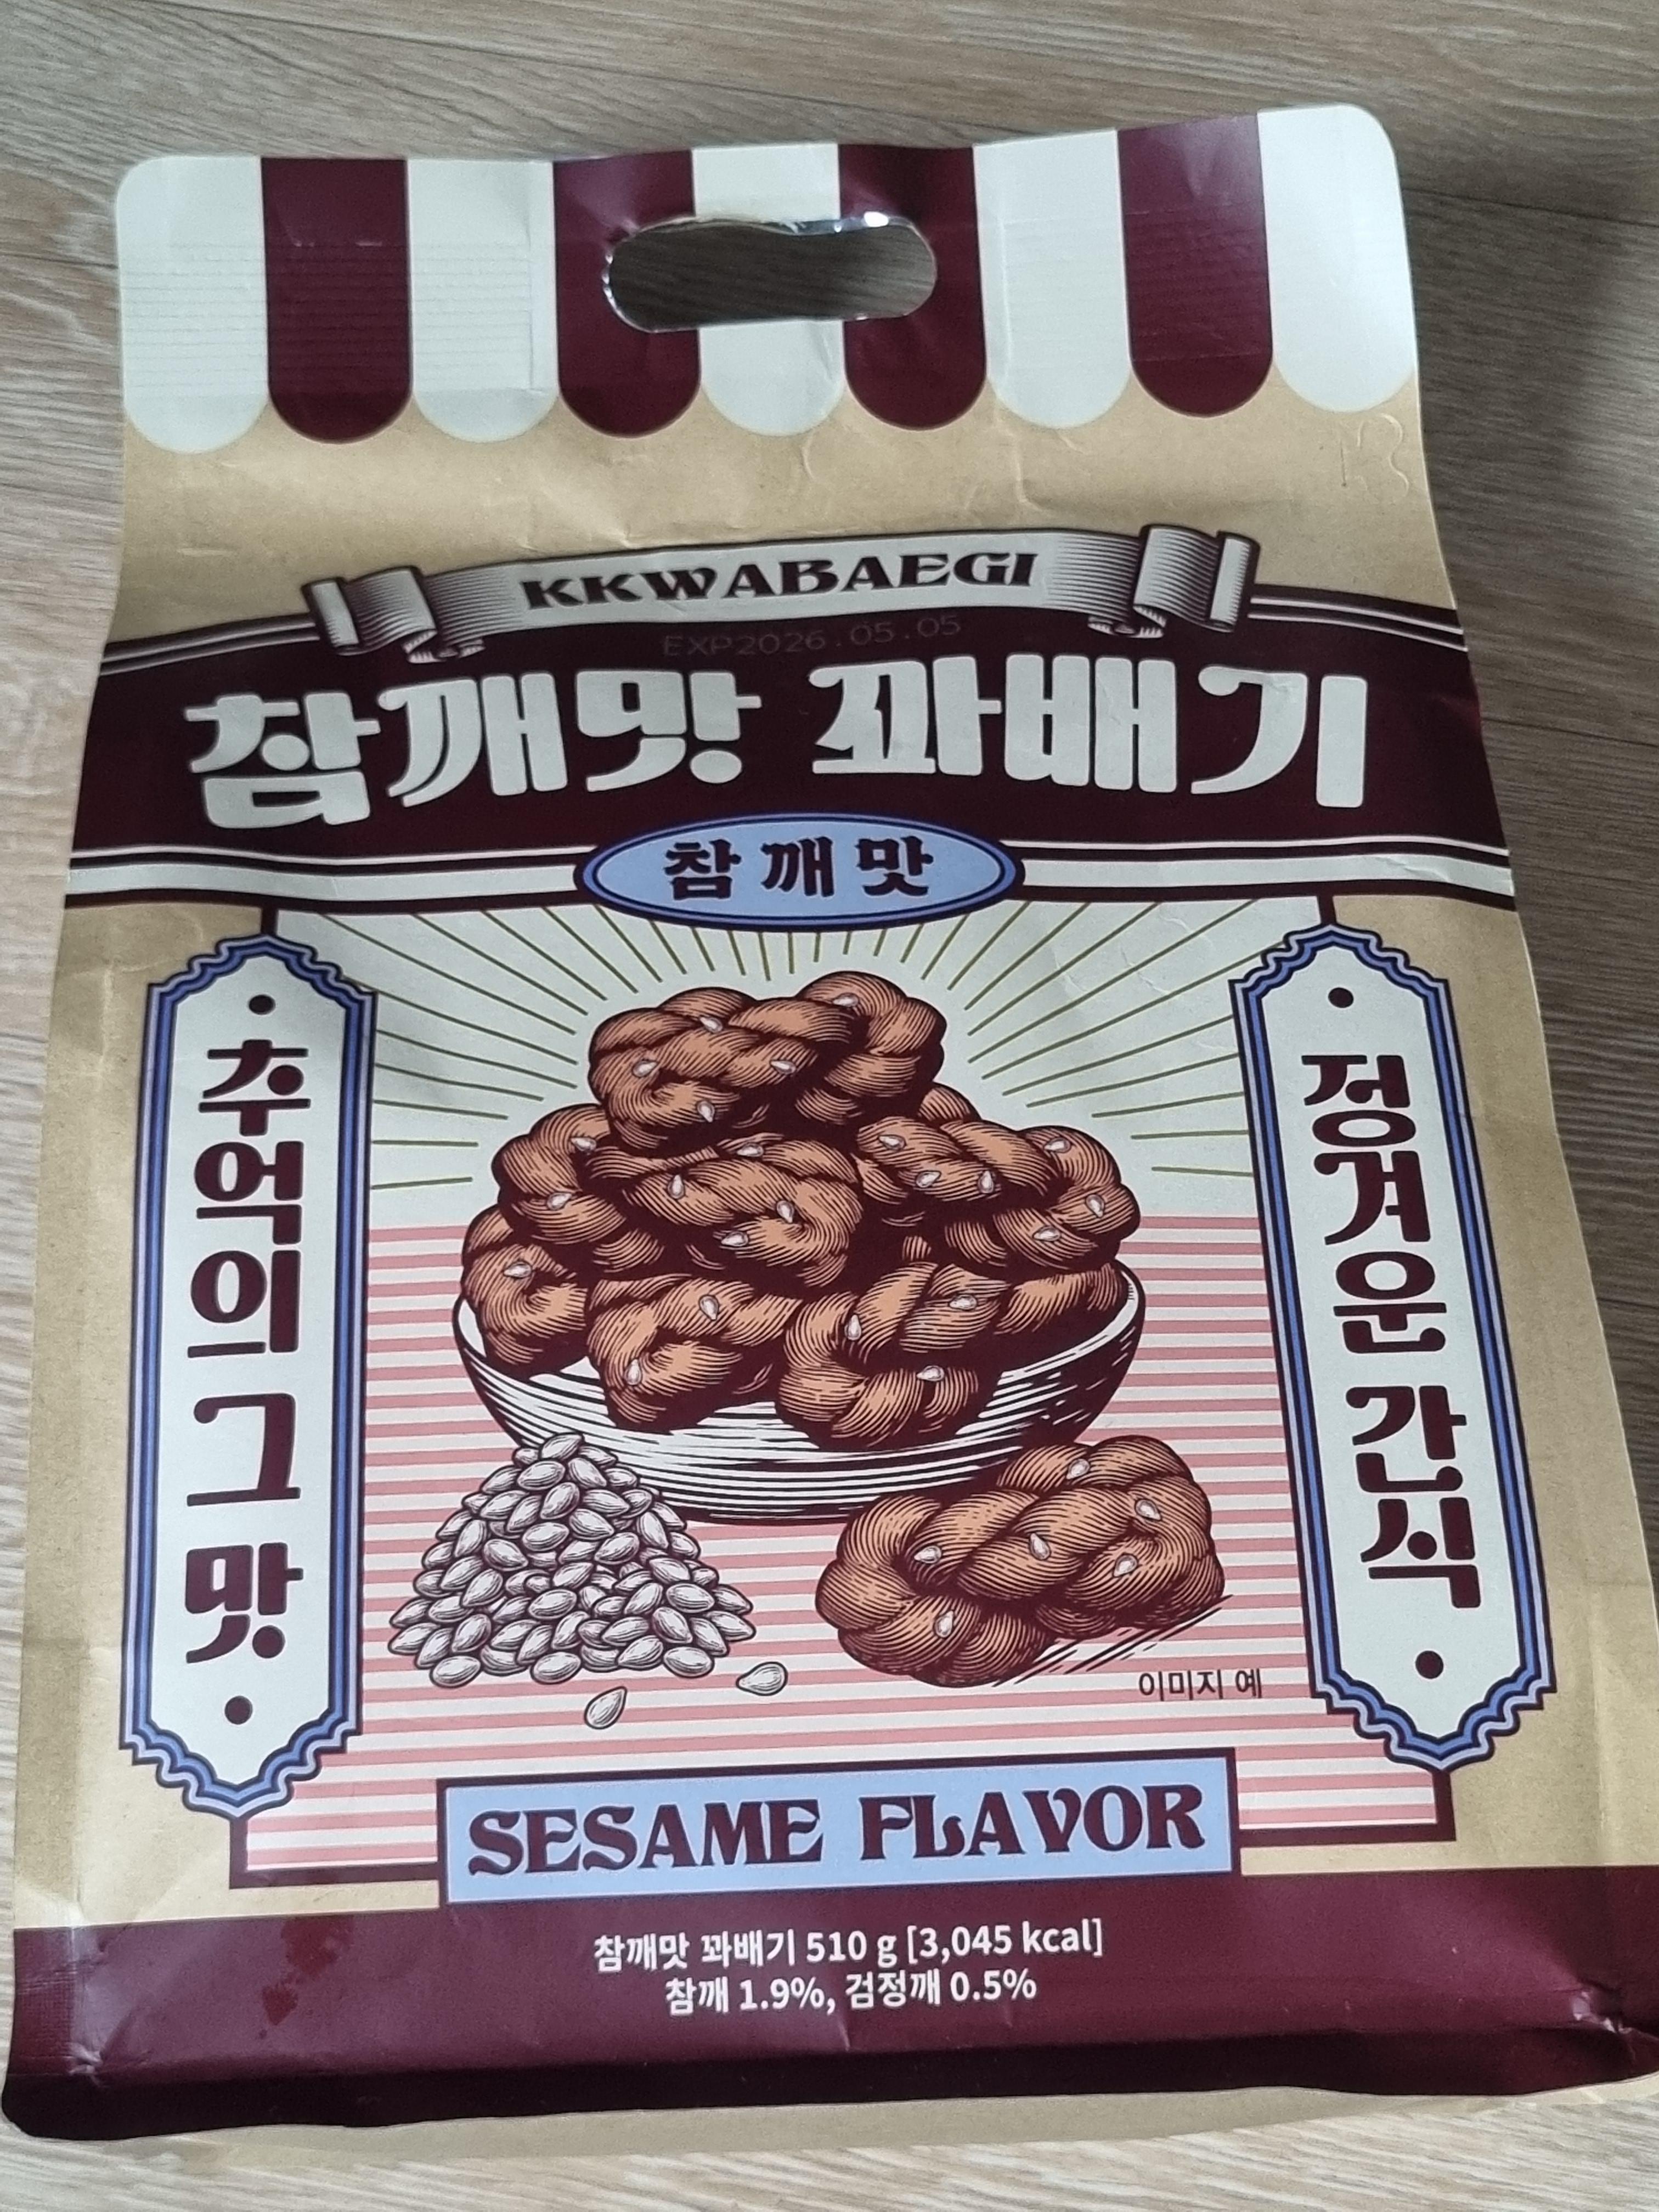 KKWABAEGI
EXP2026.05.05
참깨맛 꽈배기
참깨맛
추억의 그 맛
정겨운 간식
이미지 예
SESAME FLAVOR
참깨맛 꽈배기 510 g [3,045 kcal]
참깨 1.9%, 검정깨 0.5%